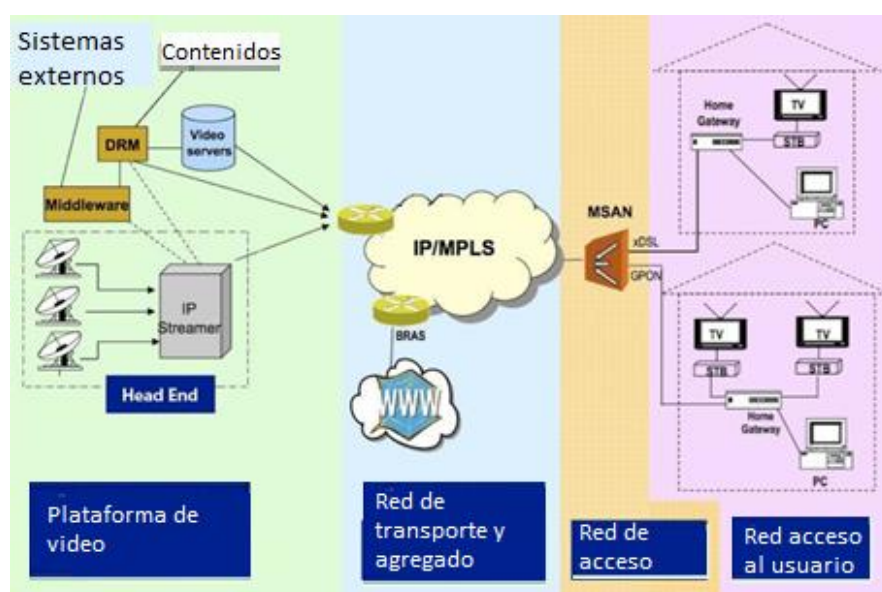 Sistemas
externos
Contenidos
DRM
Video
servers
Middleware
IP
Streamer
Head End
IP/MPLS
BRAS
WWW
MSAN
xDSL
GPON
Home
Gateway
TV
STB
PC
TV
TV
STB
STB
Home
Gateway
PC
Plataforma de
video
Red de
transporte y
agregado
Red de
acceso
Red acceso
al usuario